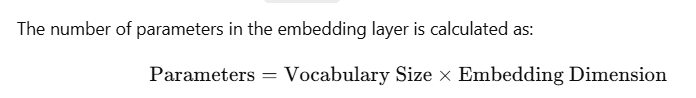 The number of parameters in the embedding layer is calculated as:
Parameters = Vocabulary Size × Embedding Dimension